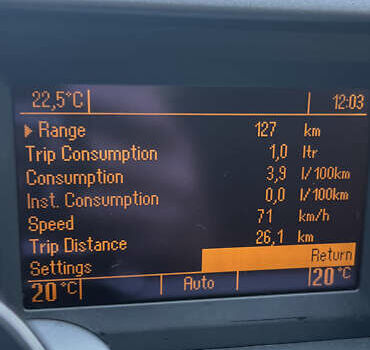 22,5°C 12:03
Range 127 km
Trip Consumption 1,0 ltr
Consumption 3,9 l/100km
Inst. Consumption 0,0 l/100km
Speed 71 km/h
Trip Distance 26,1 km
Settings Return
20°C Auto 20°C